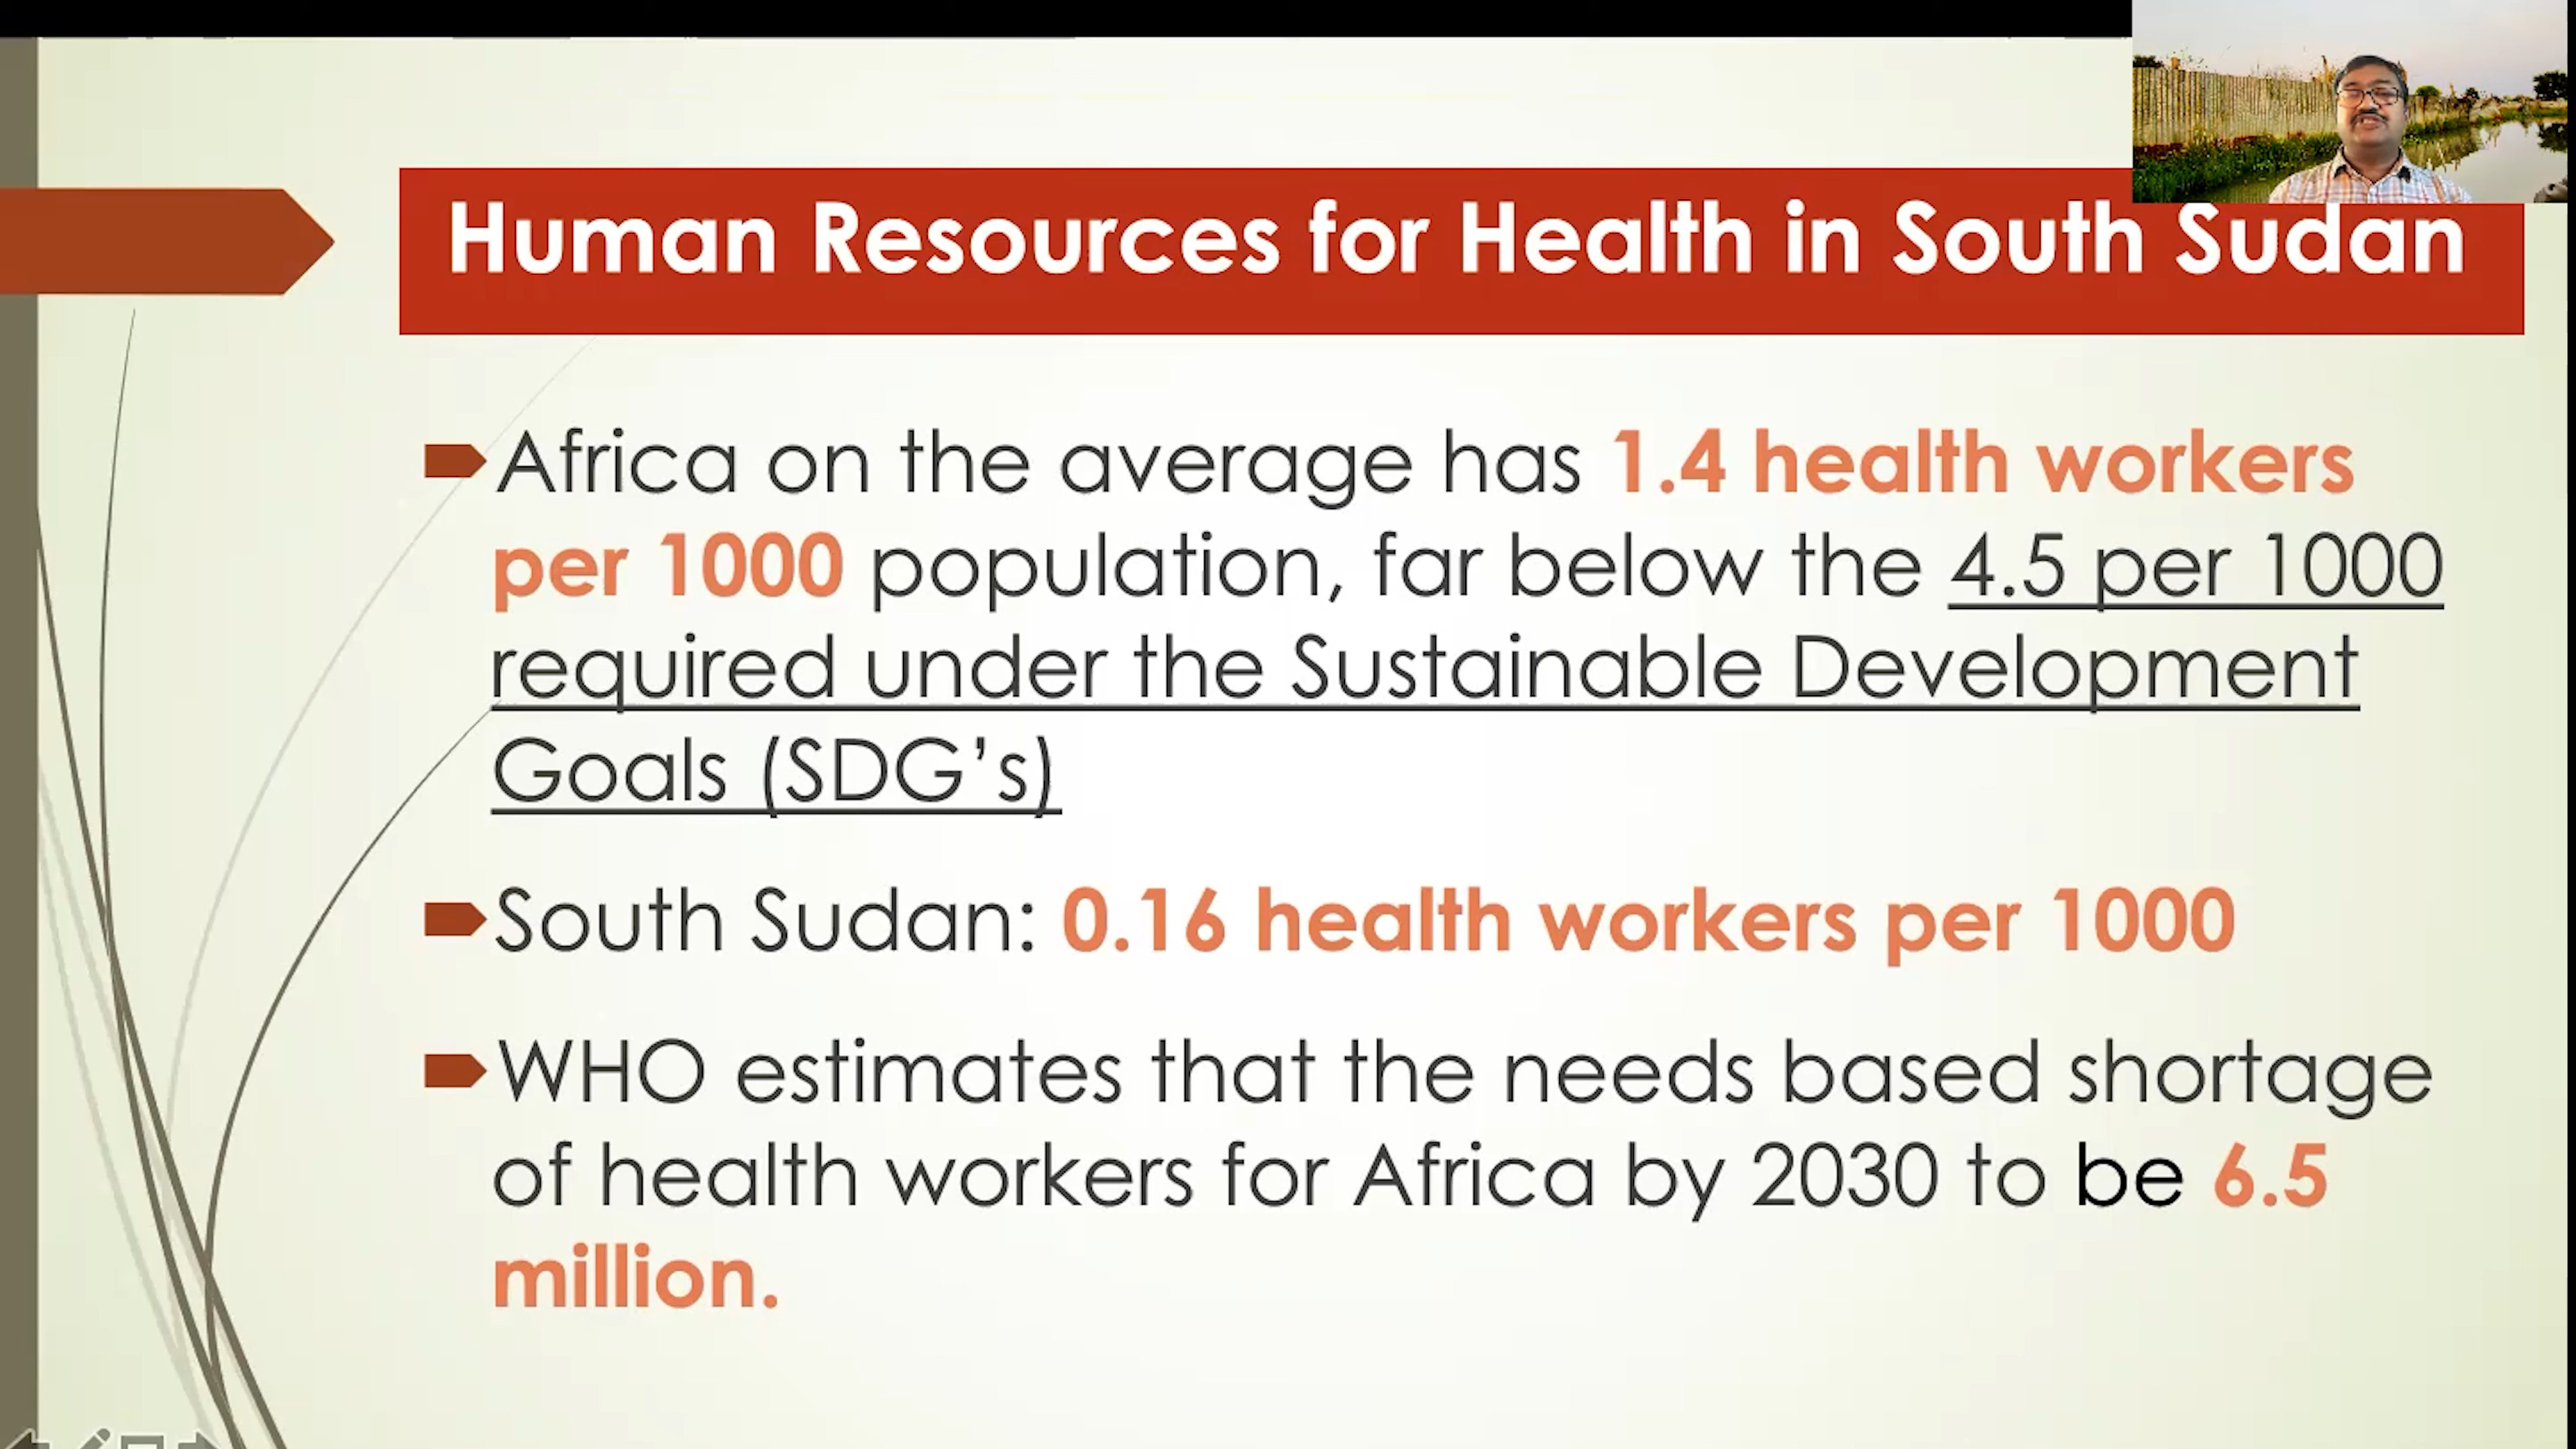 Human Resources for Health in South Sudan
Africa on the average has 1.4 health workers
per 1000 population, far below the 4.5 per 1000
required under the Sustainable Development
Goals (SDG’s)
South Sudan: 0.16 health workers per 1000
WHO estimates that the needs based shortage
of health workers for Africa by 2030 to be 6.5
million.